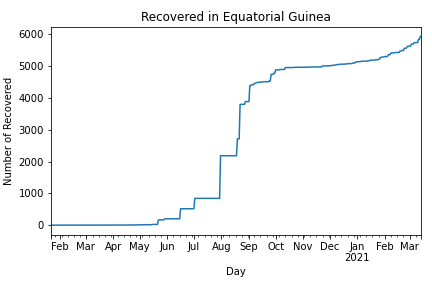 Recovered in Equatorial Guinea
Number of Recovered
6000
5000
4000
3000
2000
1000
0
Feb Mar Apr May Jun Jul Aug Sep Oct Nov Dec Jan Feb Mar
2021
Day